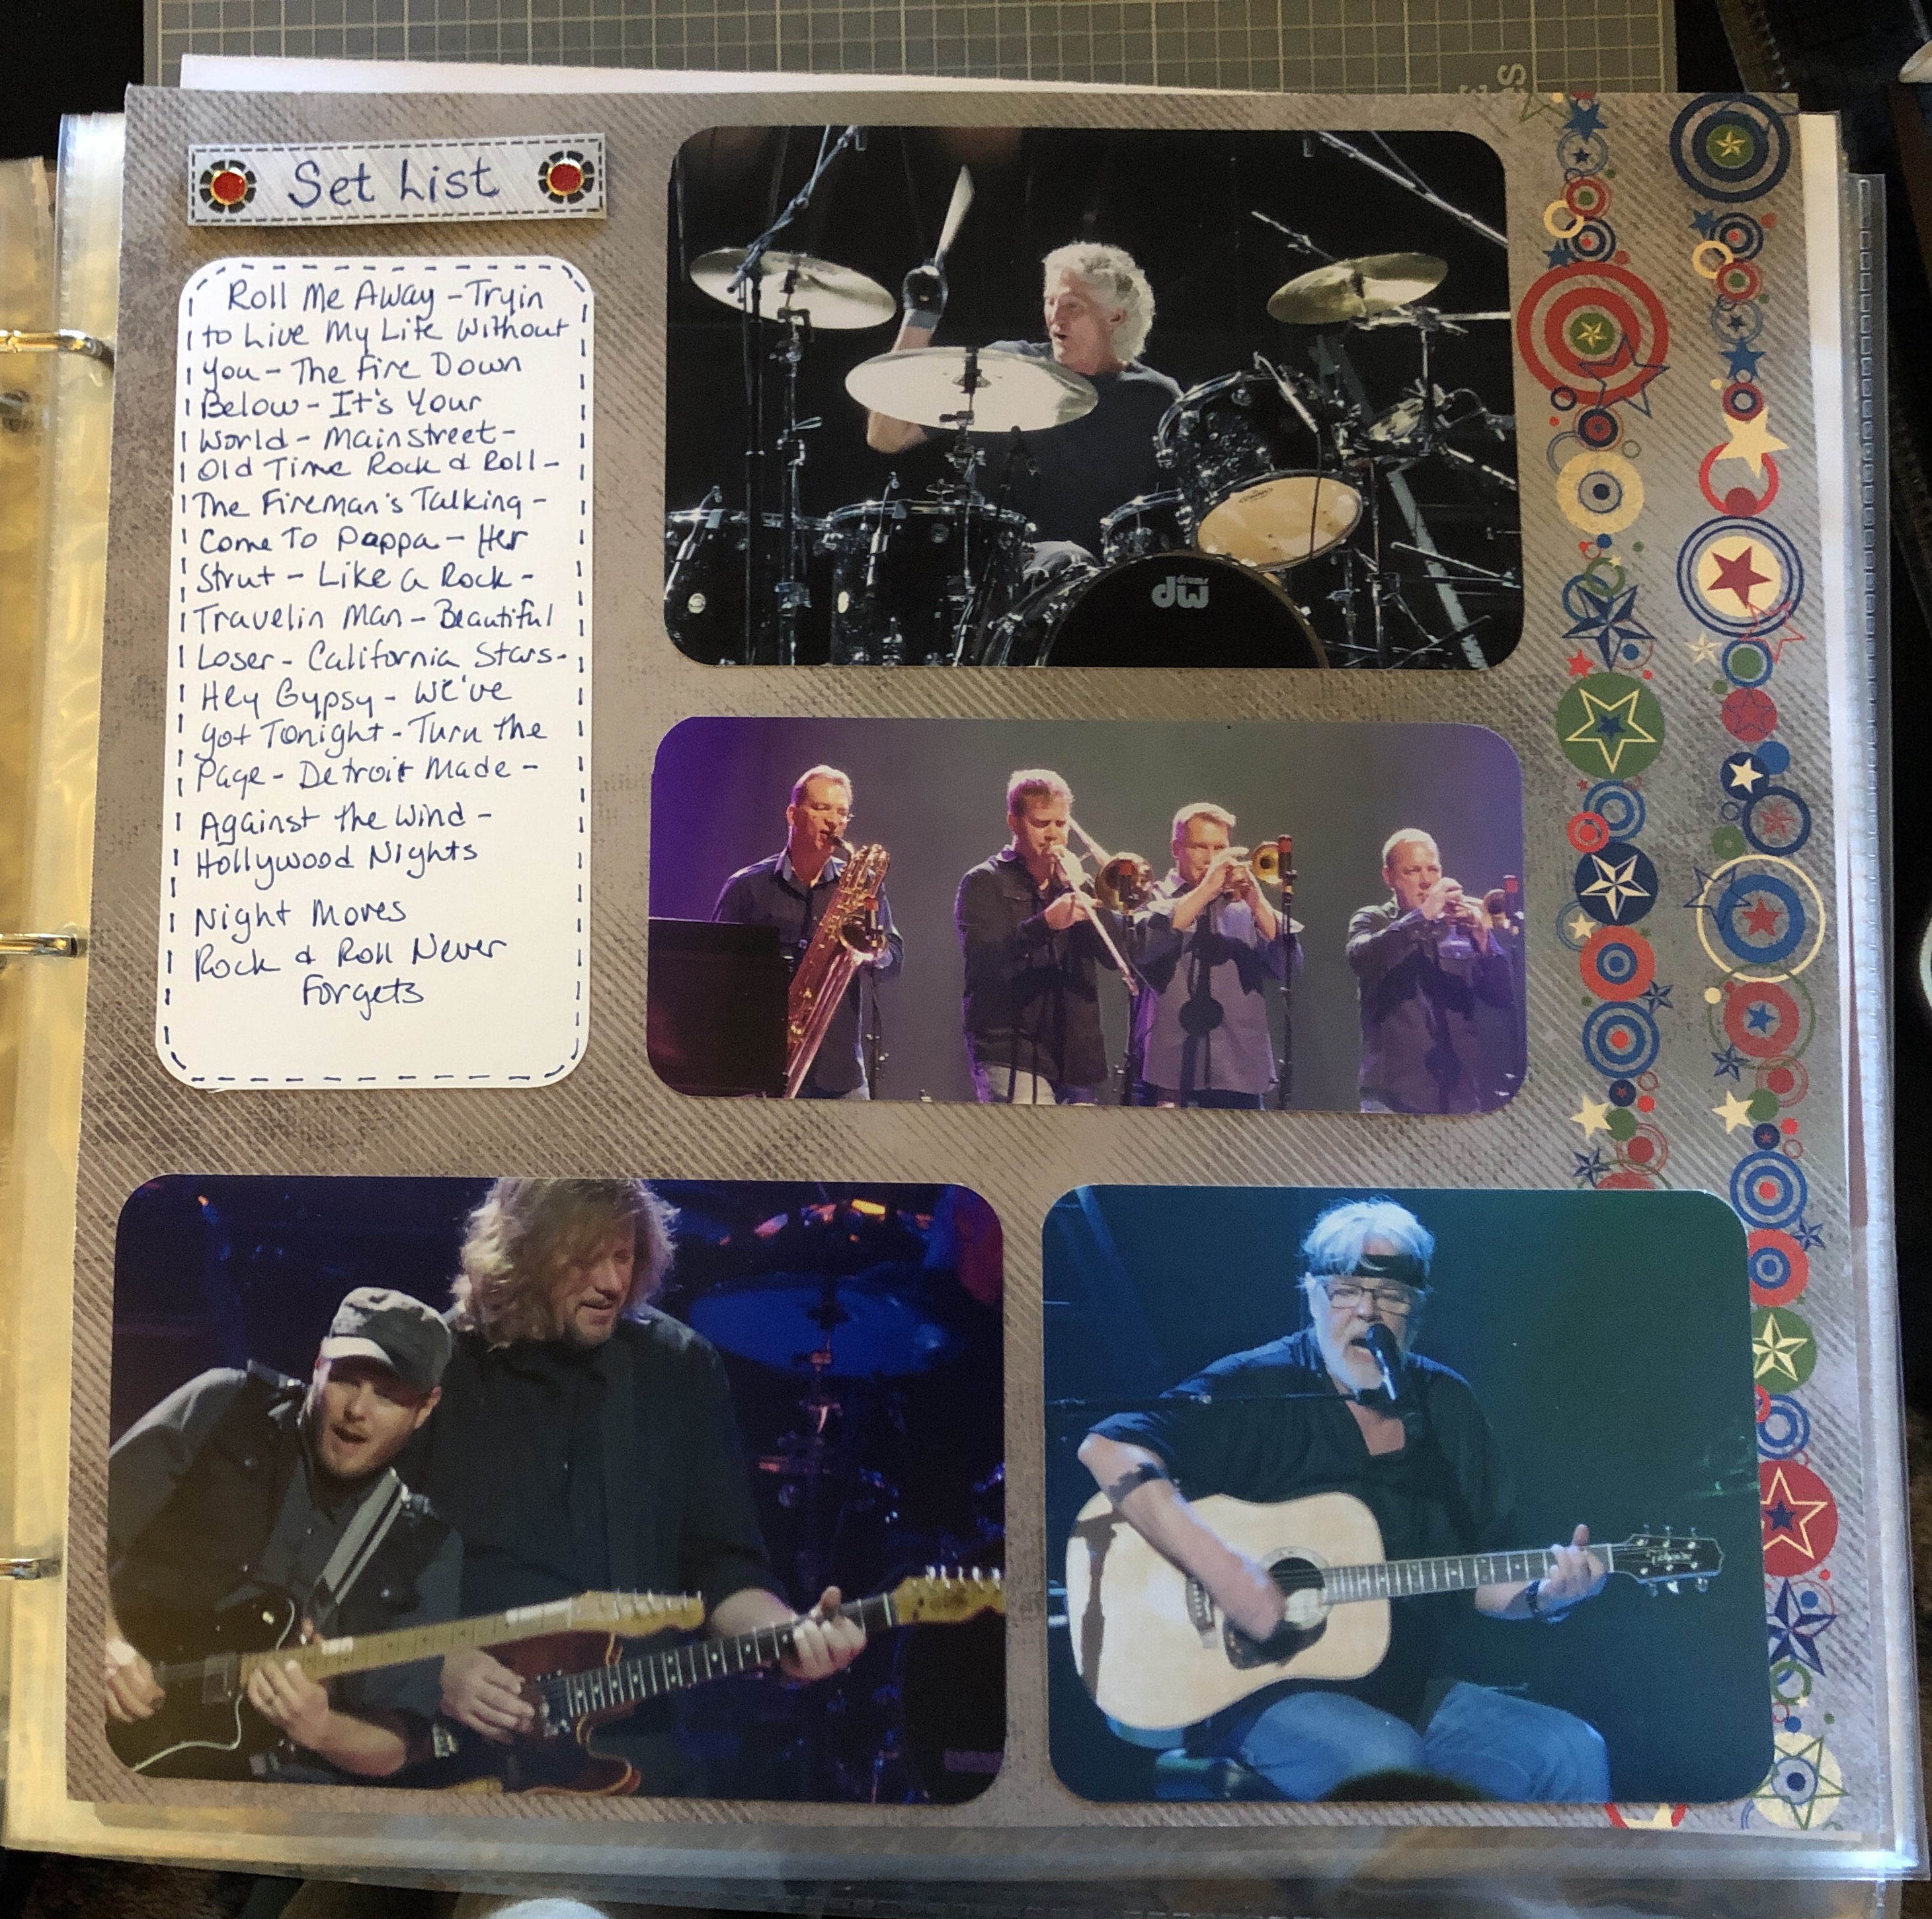 Set List
Roll Me Away - Tryin
to Live My Life Without
You - The Fire Down
Below - It's Your
World - Mainstreet -
Old Time Rock & Roll -
The Fireman's Talking -
Come To Pappa - Her
Strut - Like a Rock -
Travelin Man - Beautiful
Loser - California Stars -
Hey Gypsy - We've
got Tonight - Turn the
Page - Detroit Made -
Against the Wind -
Hollywood Nights
Night Moves
Rock & Roll Never
Forgets
drums
dw